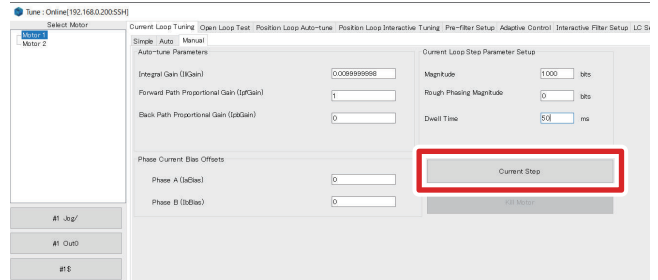 Tune : Online[192.168.0.200:SSH]
Select Motor
Motor 1
Motor 2
Current Loop Tuning Open Loop Test Position Loop Auto-tune Position Loop Interactive Tuning Pre-filter Setup Adaptive Control Interactive Filter Setup LC Se
Simple Auto Manual
Auto-tune Parameters
Integral Gain (IiGain) 0.0099999998
Forward Path Proportional Gain (IpfGain) 1
Back Path Proportional Gain (IpbGain) 0
Current Loop Step Parameter Setup
Magnitude 1000 bits
Rough Phasing Magnitude 0 bits
Dwell Time 50 ms
Phase Current Bias Offsets
Phase A (IaBias) 0
Phase B (IbBias) 0
Current Step
Kill Motor
#1 Jog/
#1 Out0
#1$